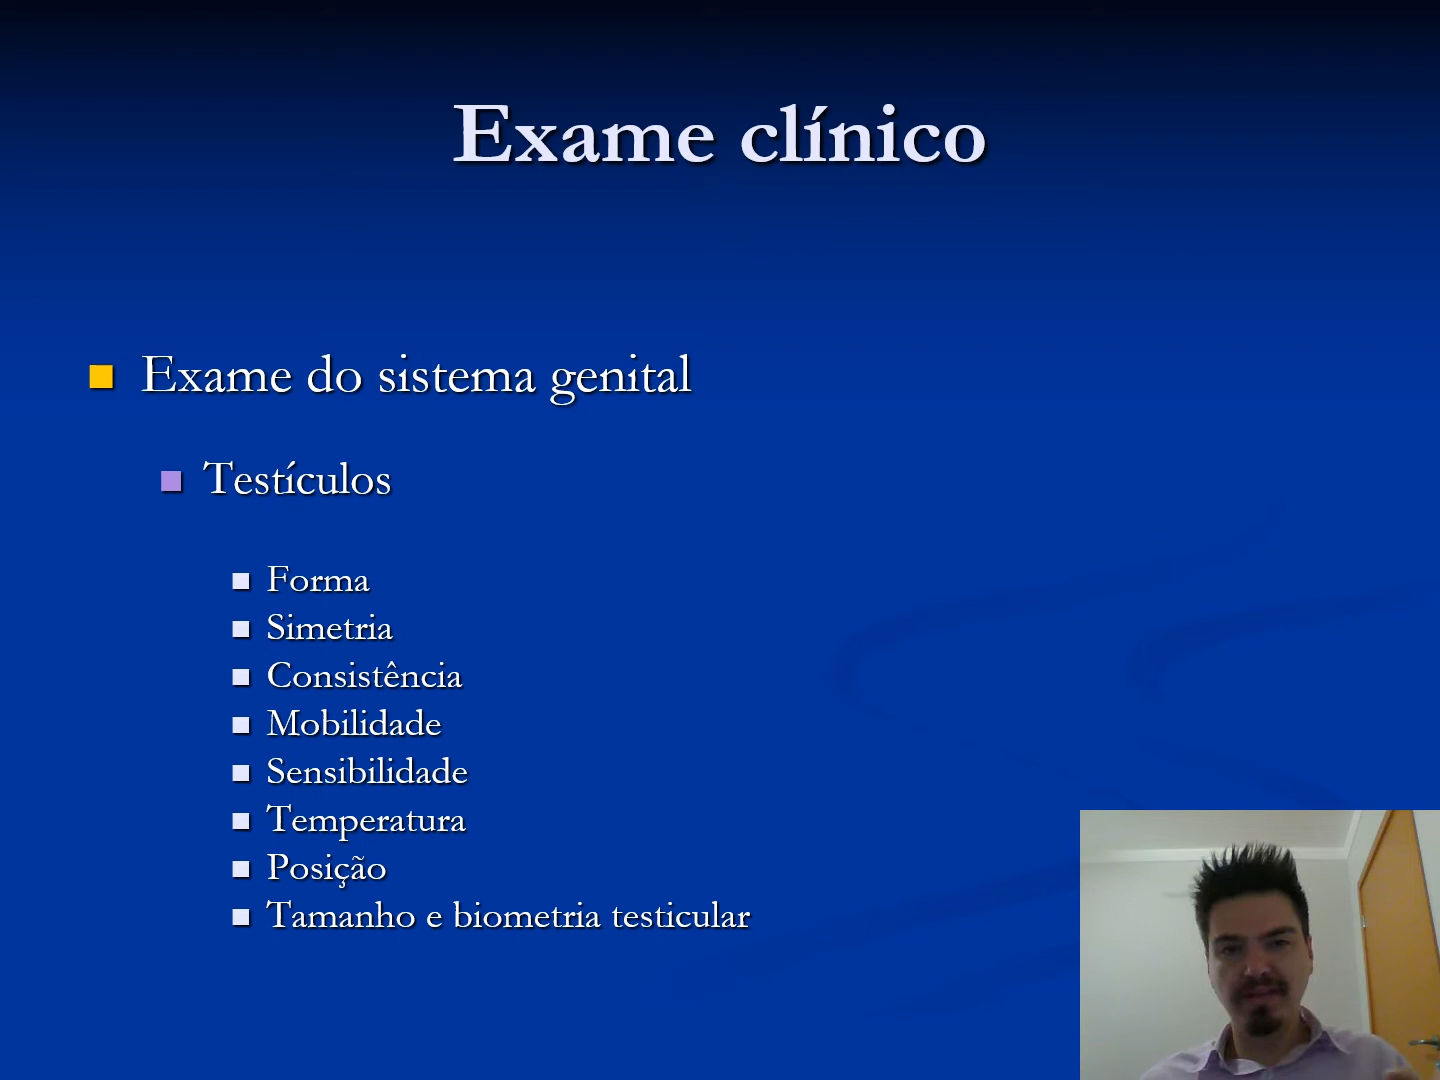 Exame clínico
Exame do sistema genital
Testículos
Forma
Simetria
Consistência
Mobilidade
Sensibilidade
Temperatura
Posição
Tamanho e biometria testicular